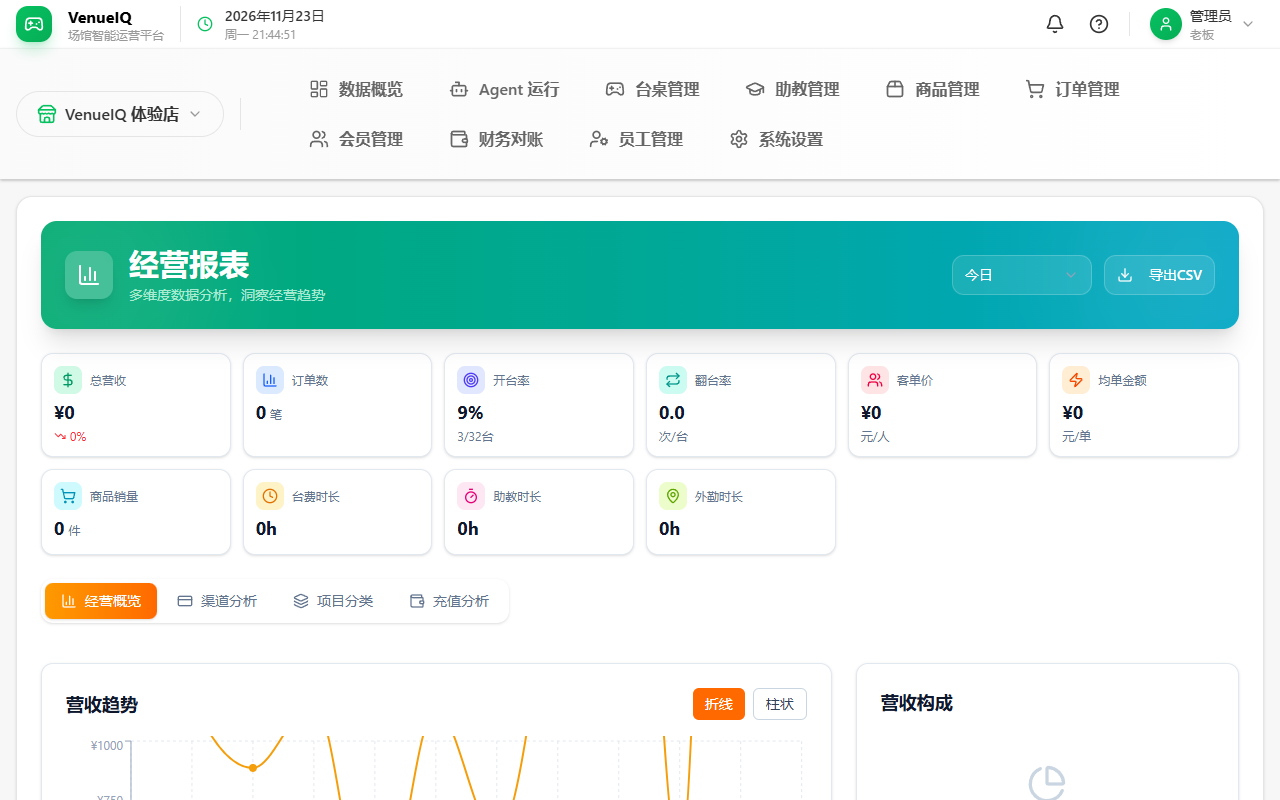 VenueIQ
场馆智能运营平台
2026年11月23日
周一 21:44:51
管理员
老板
VenueIQ 体验店
数据概览
Agent 运行
台桌管理
助教管理
商品管理
订单管理
会员管理
财务对账
员工管理
系统设置
经营报表
多维度数据分析，洞察经营趋势
今日
导出CSV
总营收
¥0
0%
订单数
0 笔
开台率
9%
3/32台
翻台率
0.0
次/台
客单价
¥0
元/人
均单金额
¥0
元/单
商品销量
0 件
台费时长
0h
助教时长
0h
外勤时长
0h
经营概览
渠道分析
项目分类
充值分析
营收趋势
折线
柱状
¥1000
¥750
营收构成